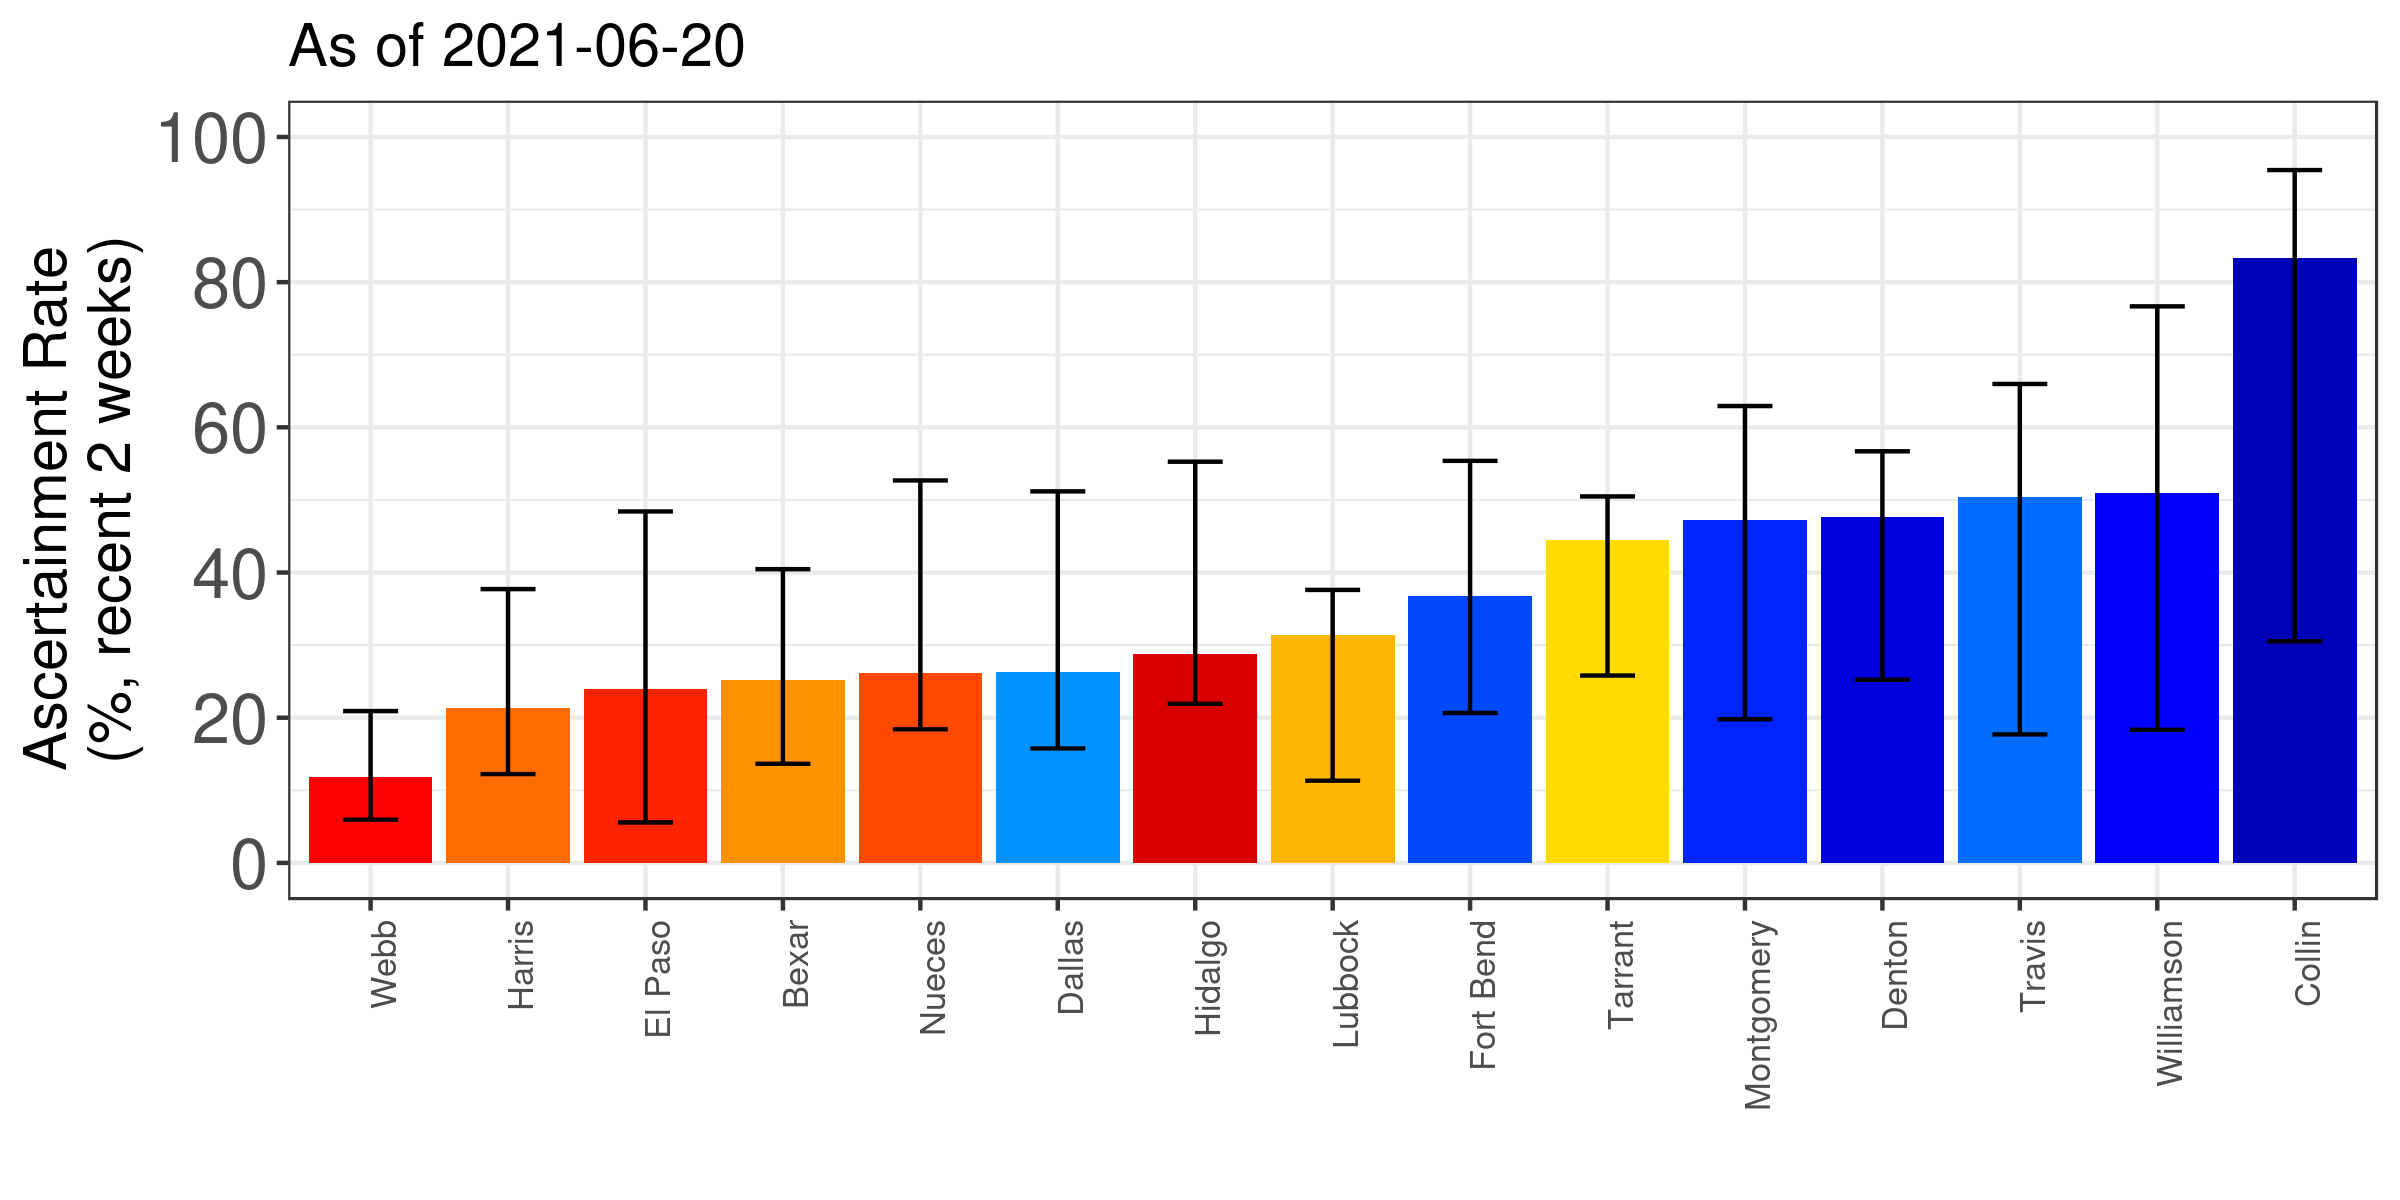 As of 2021-06-20
Ascertainment Rate
(%, recent 2 weeks)
100
80
60
40
20
0
Webb
Harris
El Paso
Bexar
Nueces
Dallas
Hidalgo
Lubbock
Fort Bend
Tarrant
Montgomery
Denton
Travis
Williamson
Collin